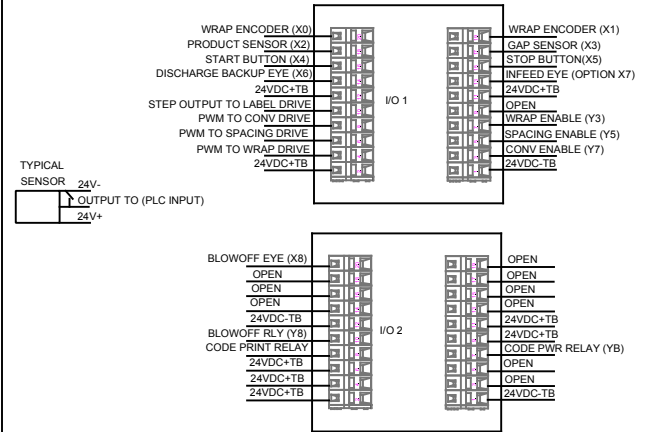 WRAP ENCODER (X0)
PRODUCT SENSOR (X2)
START BUTTON (X4)
DISCHARGE BACKUP EYE (X6)
24VDC+TB
STEP OUTPUT TO LABEL DRIVE
PWM TO CONV DRIVE
PWM TO SPACING DRIVE
PWM TO WRAP DRIVE
24VDC+TB
I/O 1
WRAP ENCODER (X1)
GAP SENSOR (X3)
STOP BUTTON(X5)
INFEED EYE (OPTION X7)
24VDC+TB
OPEN
WRAP ENABLE (Y3)
SPACING ENABLE (Y5)
CONV ENABLE (Y7)
24VDC-TB
TYPICAL
SENSOR
24V-
OUTPUT TO (PLC INPUT)
24V+
BLOWOFF EYE (X8)
OPEN
OPEN
OPEN
24VDC-TB
BLOWOFF RLY (Y8)
CODE PRINT RELAY
24VDC+TB
24VDC+TB
24VDC+TB
I/O 2
OPEN
OPEN
OPEN
OPEN
24VDC+TB
24VDC+TB
CODE PWR RELAY (YB)
OPEN
OPEN
24VDC-TB